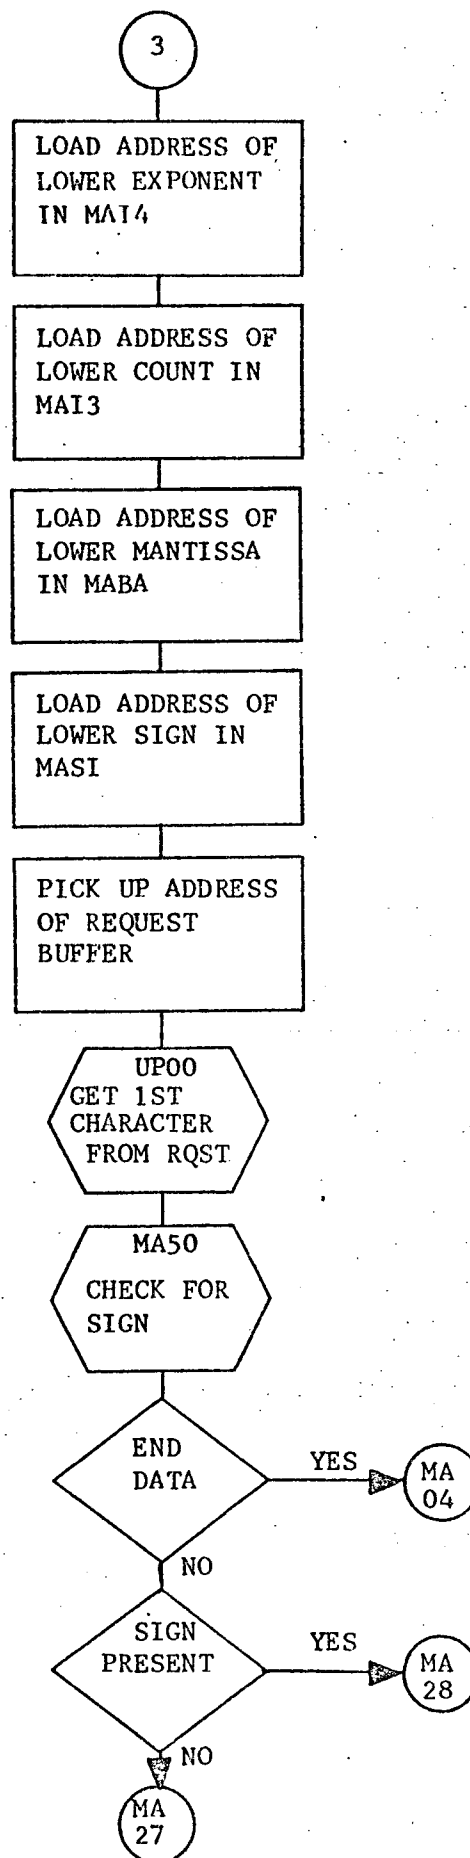 3
LOAD ADDRESS OF
LOWER EXPONENT
IN MAI4
LOAD ADDRESS OF
LOWER COUNT IN
MAI3
LOAD ADDRESS OF
LOWER MANTISSA
IN MABA
LOAD ADDRESS OF
LOWER SIGN IN
MASI
PICK UP ADDRESS
OF REQUEST
BUFFER
UP00
GET 1ST
CHARACTER
FROM RQST
MA50
CHECK FOR
SIGN
END
DATA
YES
MA
04
NO
SIGN
PRESENT
YES
MA
28
NO
MA
27